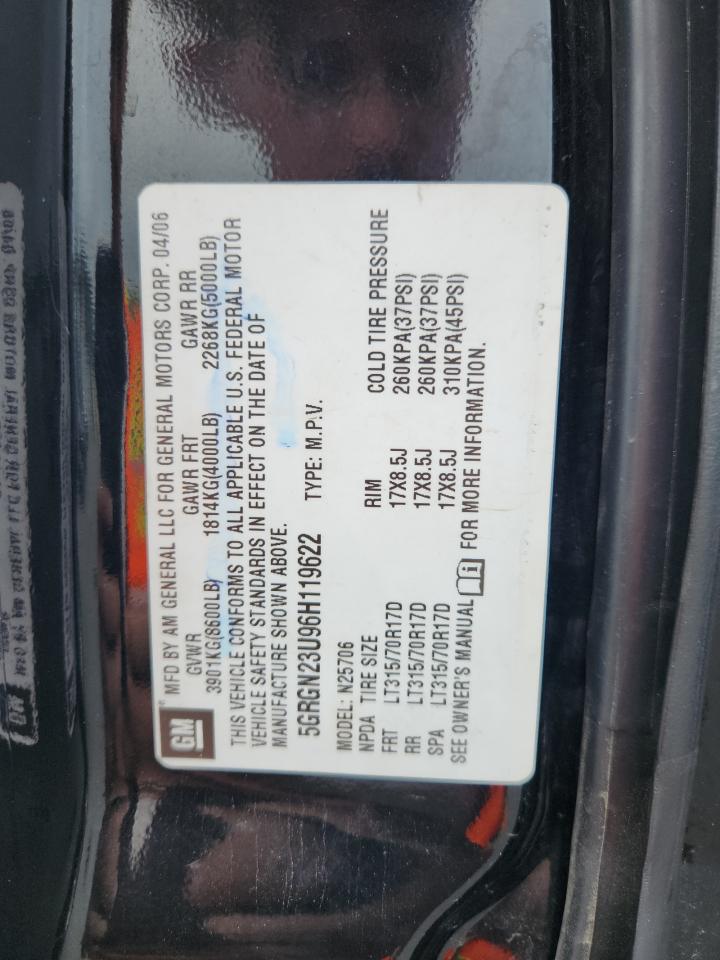 GM MFD BY AM GENERAL LLC FOR GENERAL MOTORS CORP. 04/06
GVWR GAWR FRT GAWR RR
3901KG(8600LB) 1814KG(4000LB) 2268KG(5000LB)
THIS VEHICLE CONFORMS TO ALL APPLICABLE U.S. FEDERAL MOTOR
VEHICLE SAFETY STANDARDS IN EFFECT ON THE DATE OF
MANUFACTURE SHOWN ABOVE.
5GRGN23U96H119622 TYPE: M.P.V.
MODEL: N25706
NPDA TIRE SIZE RIM COLD TIRE PRESSURE
FRT LT315/70R17D 17X8.5J 260KPA(37PSI)
RR LT315/70R17D 17X8.5J 260KPA(37PSI)
SPA LT315/70R17D 17X8.5J 310KPA(45PSI)
SEE OWNER'S MANUAL FOR MORE INFORMATION.